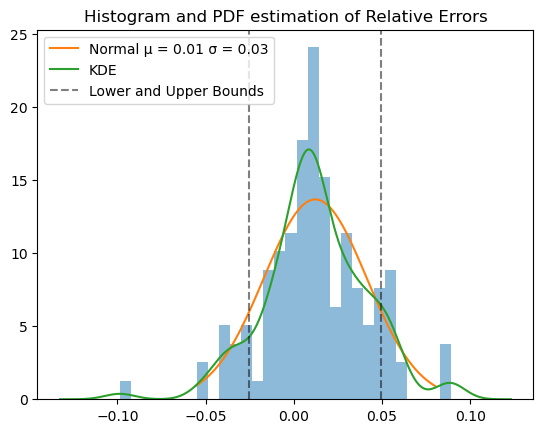 Histogram and PDF estimation of Relative Errors
Normal μ = 0.01 σ = 0.03
KDE
Lower and Upper Bounds
25
20
15
10
5
0
−0.10 −0.05 0.00 0.05 0.10